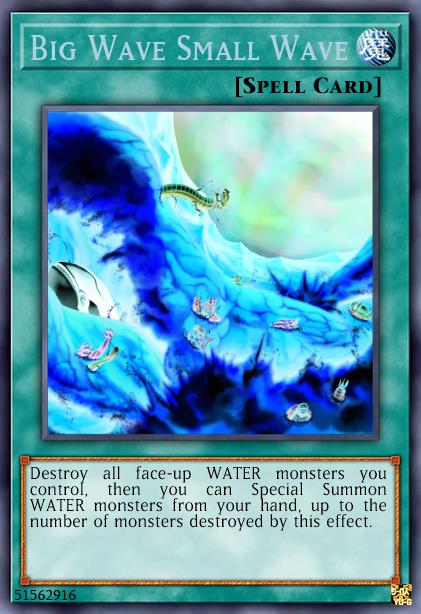 Big Wave Small Wave 魔
[Spell Card]
Destroy all face-up WATER monsters you
control, then you can Special Summon
WATER monsters from your hand, up to the
number of monsters destroyed by this effect.
51562916